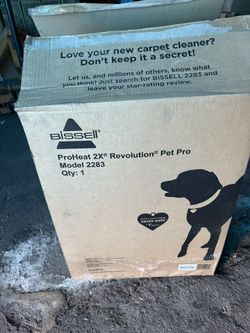 Love your new carpet cleaner?
Don't keep it a secret!
Let us, and millions of others, know what
you think! Just search for BISSELL 2283 and
leave your star-rating review.
BISSELL®
ProHeat 2X® Revolution® Pet Pro
Model 2283
Qty: 1